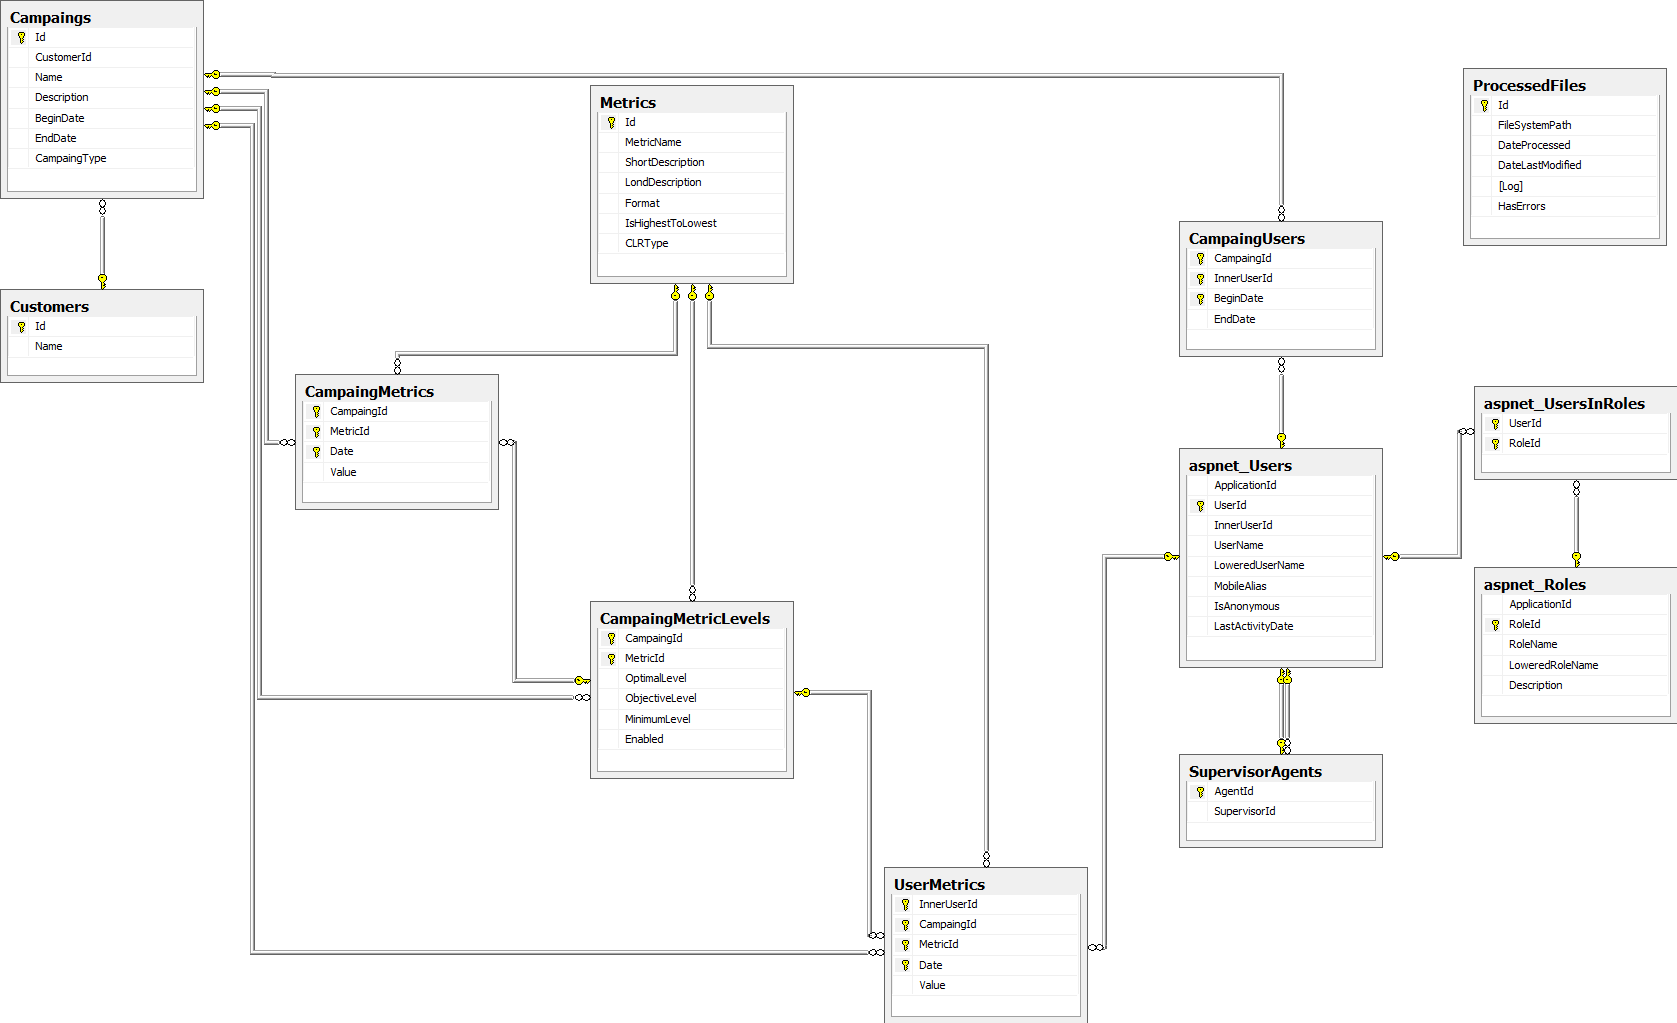 Campaings
Id
CustomerId
Name
Description
BeginDate
EndDate
CampaingType
Customers
Id
Name
Metrics
Id
MetricName
ShortDescription
LondDescription
Format
IsHighestToLowest
CLRType
ProcessedFiles
Id
FileSystemPath
DateProcessed
DateLastModified
[Log]
HasErrors
CampaingUsers
CampaingId
InnerUserId
BeginDate
EndDate
CampaingMetrics
CampaingId
MetricId
Date
Value
aspnet_UsersInRoles
UserId
RoleId
aspnet_Users
ApplicationId
UserId
InnerUserId
UserName
LoweredUserName
MobileAlias
IsAnonymous
LastActivityDate
aspnet_Roles
ApplicationId
RoleId
RoleName
LoweredRoleName
Description
CampaingMetricLevels
CampaingId
MetricId
OptimalLevel
ObjectiveLevel
MinimumLevel
Enabled
SupervisorAgents
AgentId
SupervisorId
UserMetrics
InnerUserId
CampaingId
MetricId
Date
Value